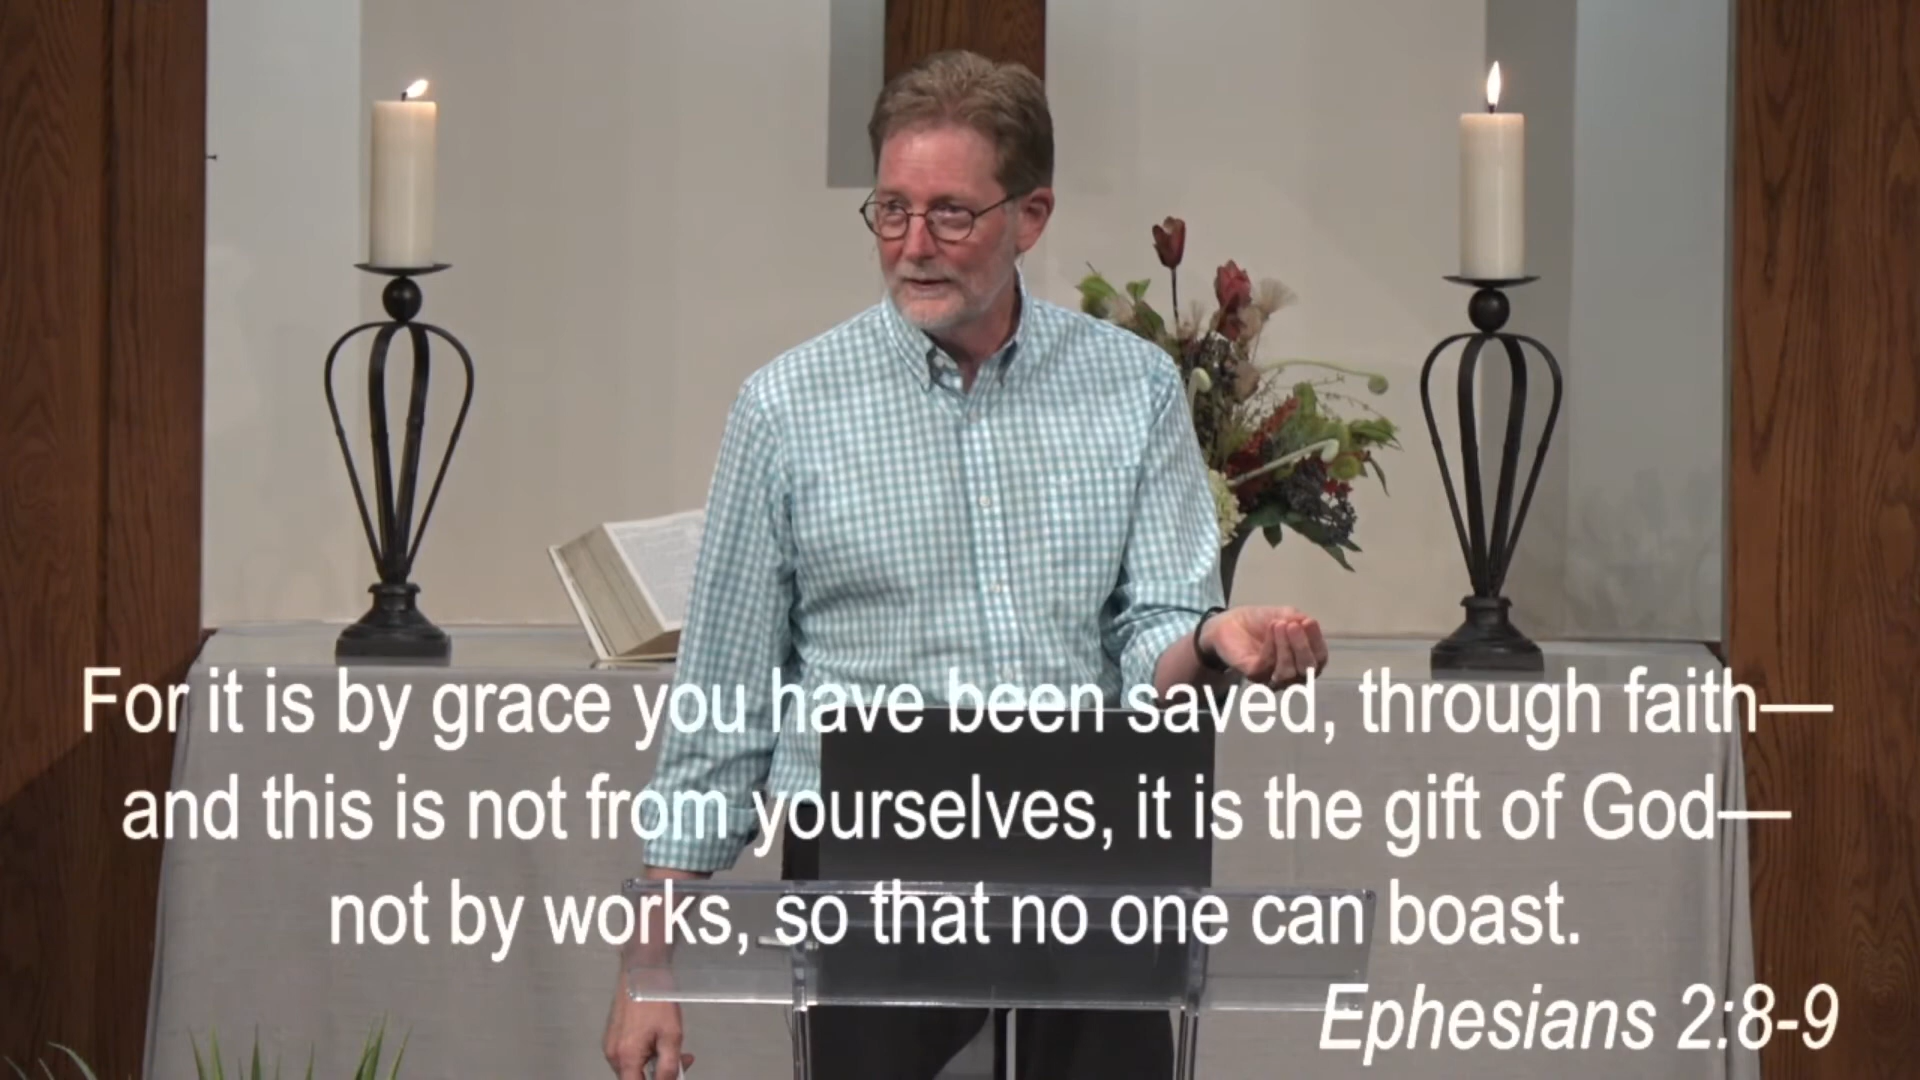 For it is by grace you have been saved, through faith—
and this is not from yourselves, it is the gift of God—
not by works, so that no one can boast.
Ephesians 2:8-9